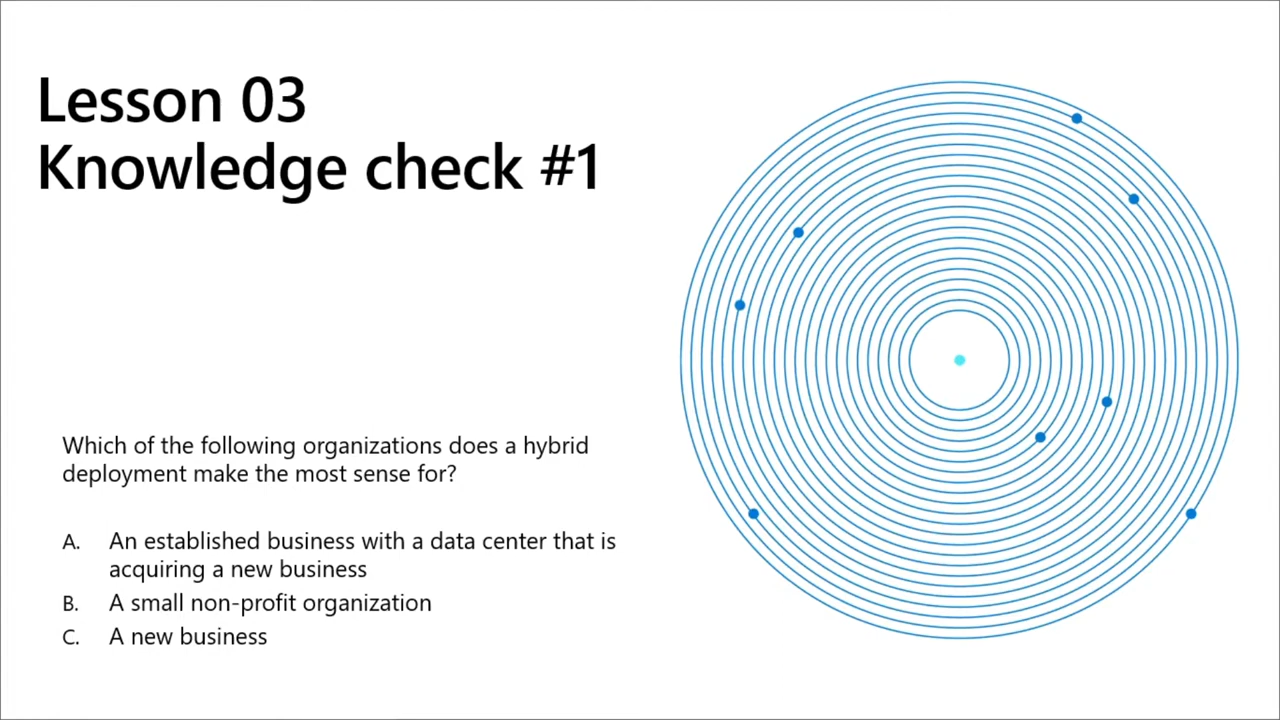 Lesson 03
Knowledge check #1
Which of the following organizations does a hybrid
deployment make the most sense for?
A. An established business with a data center that is
acquiring a new business
B. A small non-profit organization
C. A new business